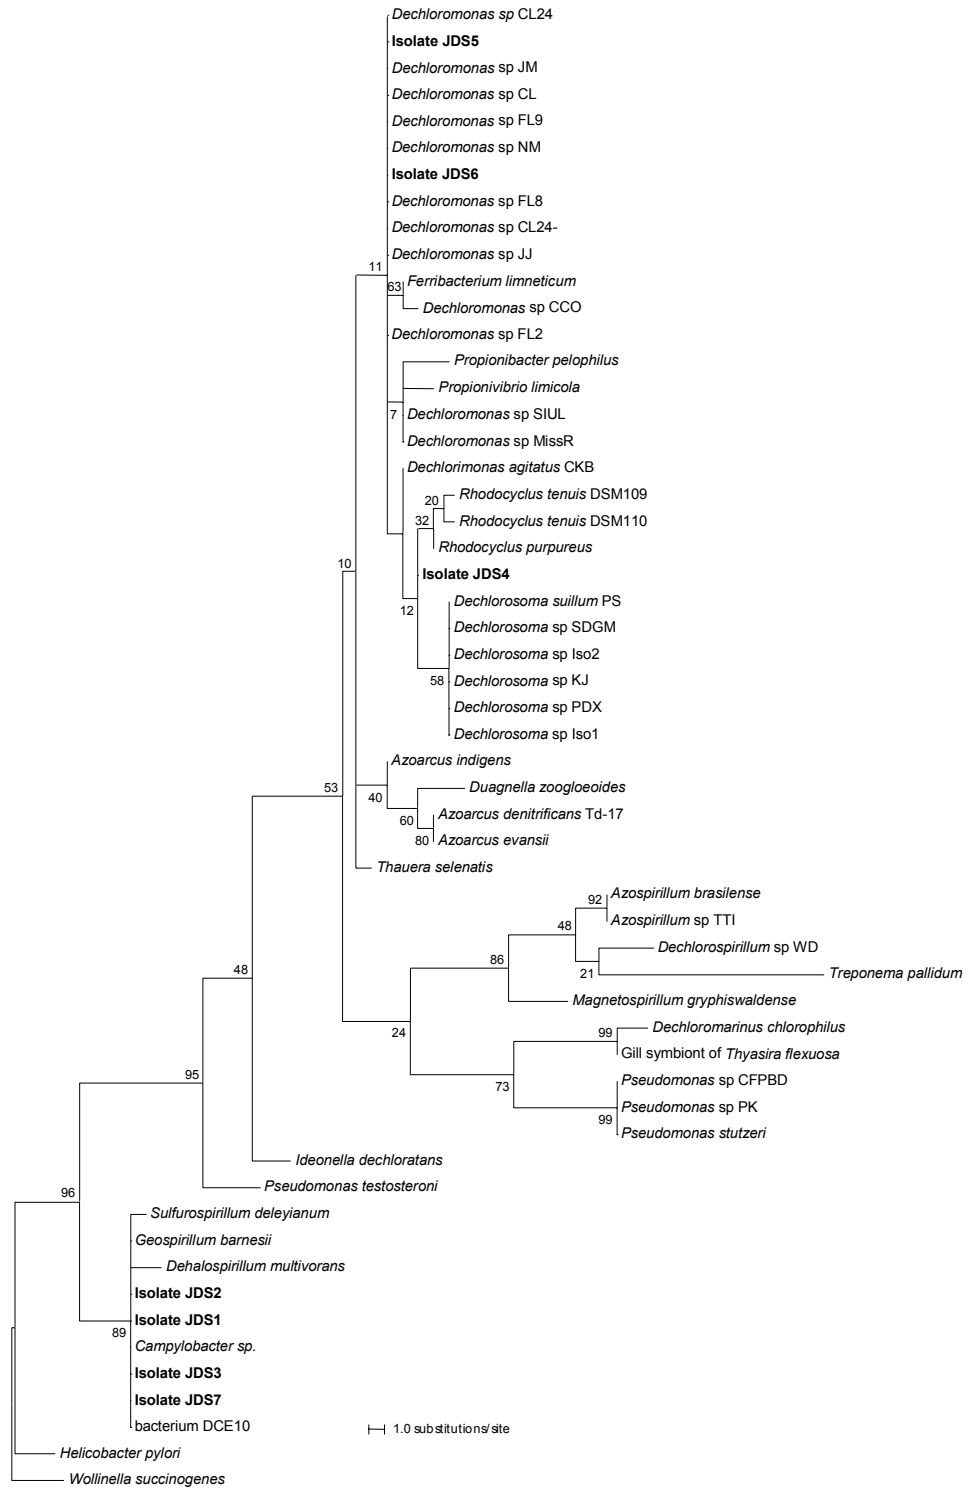 Dechloromonas sp CL24
Isolate JDS5
Dechloromonas sp JM
Dechloromonas sp CL
Dechloromonas sp FL9
Dechloromonas sp NM
Isolate JDS6
Dechloromonas sp FL8
Dechloromonas sp CL24-
Dechloromonas sp JJ
11
Ferribacterium limneticum
63
Dechloromonas sp CCO
Dechloromonas sp FL2
Propionibacter pelophilus
Propionivibrio limicola
7
Dechloromonas sp SIUL
Dechloromonas sp MissR
Dechlorimonas agitatus CKB
Rhodocyclus tenuis DSM109
20
Rhodocyclus tenuis DSM110
32
Rhodocyclus purpureus
10
Isolate JDS4
Dechlorosoma suillum PS
12
Dechlorosoma sp SDGM
Dechlorosoma sp Iso2
58
Dechlorosoma sp KJ
Dechlorosoma sp PDX
Dechlorosoma sp Iso1
Azoarcus indigens
53
Duagnella zoogloeoides
40
Azoarcus denitrificans Td-17
60
80
Azoarcus evansii
Thauera selenatis
92
Azospirillum brasilense
Azospirillum sp TTI
48
Dechlorospirillum sp WD
86
48
21
Treponema pallidum
Magnetospirillum gryphiswaldense
24
99
Dechloromarinus chlorophilus
Gill symbiont of Thyasira flexuosa
95
73
Pseudomonas sp CFPBD
Pseudomonas sp PK
99
Pseudomonas stutzeri
Ideonella dechloratans
Pseudomonas testosteroni
96
Sulfurospirillum deleyianum
Geospirillum barnesii
Dehalospirillum multivorans
Isolate JDS2
Isolate JDS1
89
Campylobacter sp.
Isolate JDS3
Isolate JDS7
bacterium DCE10
1.0 substitutions/site
Helicobacter pylori
Wollinella succinogenes